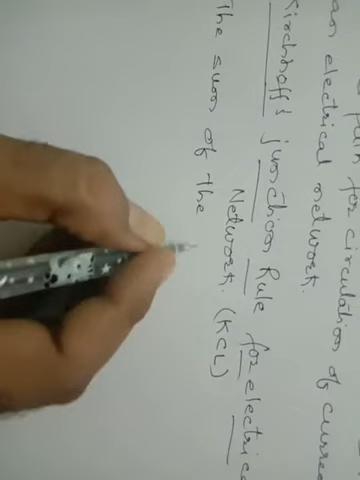 path for circulation of curre
an electrical network.
Kirchhoff's junction Rule for electrica
Network. (KCL)
The sum of the